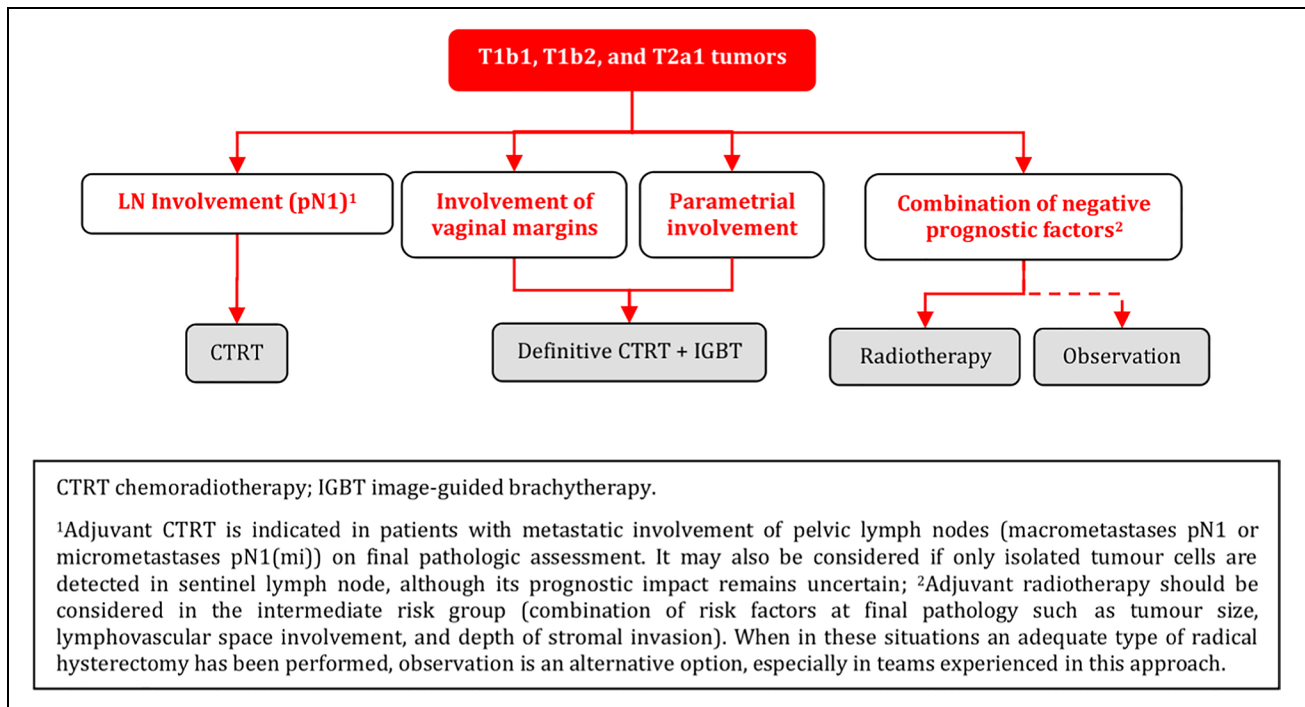 T1b1, T1b2, and T2a1 tumors
LN Involvement (pN1)¹
Involvement of
vaginal margins
Parametrial
involvement
Combination of negative
prognostic factors²
CTRT
Definitive CTRT + IGBT
Radiotherapy
Observation
CTRT chemoradiotherapy; IGBT image-guided brachytherapy.
¹Adjuvant CTRT is indicated in patients with metastatic involvement of pelvic lymph nodes (macrometastases pN1 or
micrometastases pN1(mi)) on final pathologic assessment. It may also be considered if only isolated tumour cells are
detected in sentinel lymph node, although its prognostic impact remains uncertain; ²Adjuvant radiotherapy should be
considered in the intermediate risk group (combination of risk factors at final pathology such as tumour size,
lymphovascular space involvement, and depth of stromal invasion). When in these situations an adequate type of radical
hysterectomy has been performed, observation is an alternative option, especially in teams experienced in this approach.